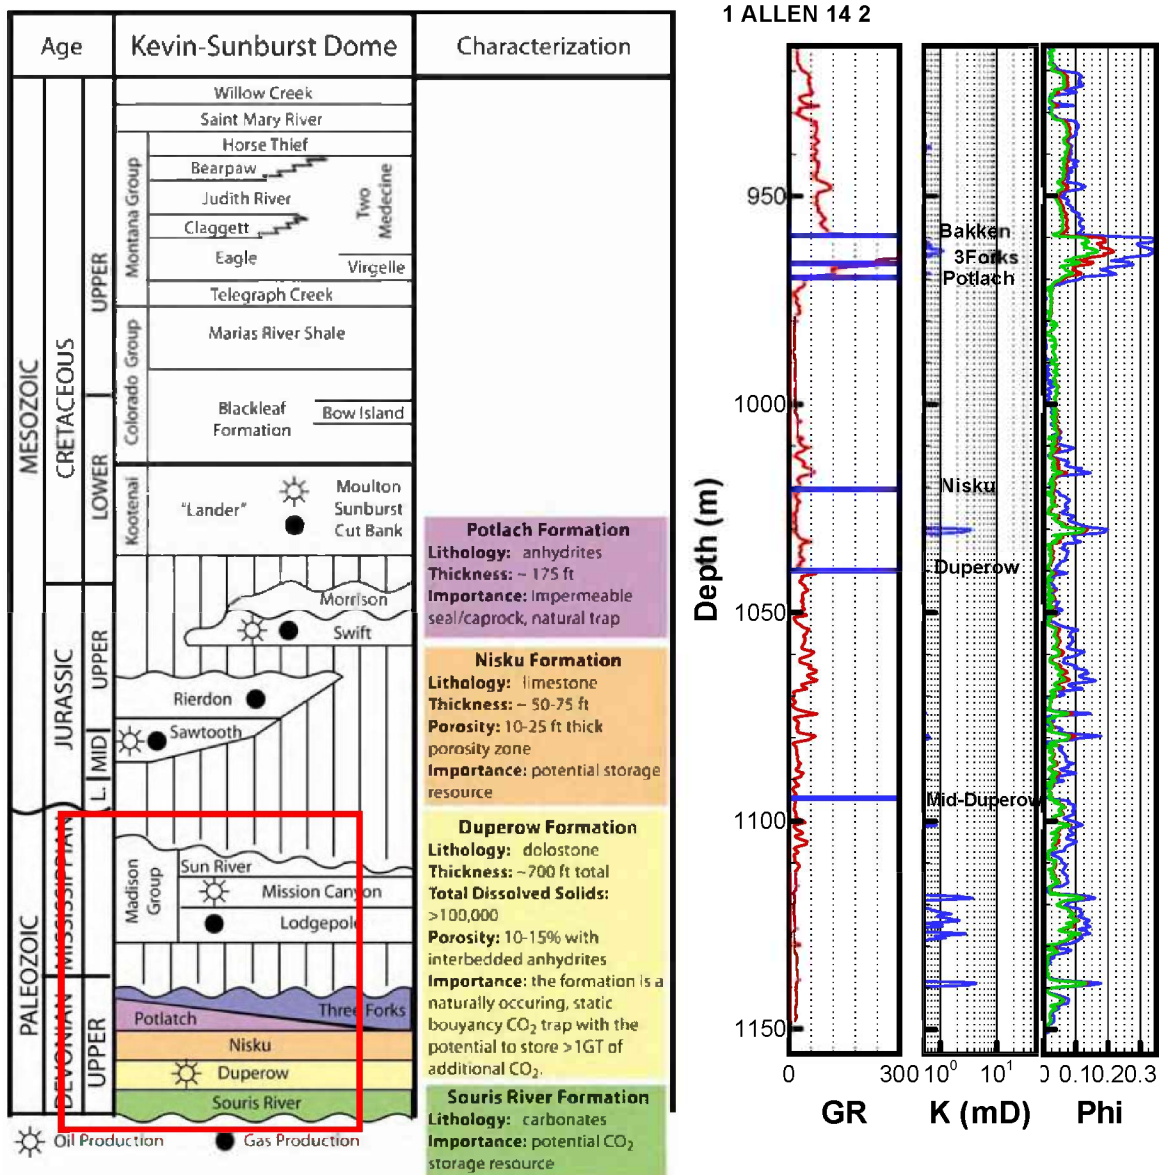 1 ALLEN 14 2
Age
Kevin-Sunburst Dome
Characterization
MESOZOIC
CRETACEOUS
UPPER
LOWER
Montana Group
Colorado Group
Kootenai
Willow Creek
Saint Mary River
Horse Thief
Bearpaw
Judith River
Claggett
Eagle
Two
Medecine
Virgelle
Telegraph Creek
Marias River Shale
Blackleaf
Formation
Bow Island
"Lander"
Moulton
Sunburst
Cut Bank
JURASSIC
UPPER
MID
L.
Morrison
Swift
Rierdon
Sawtooth
PALEOZOIC
MISSISSIPPIAN
DEVONIAN
UPPER
Madison
Group
Sun River
Mission Canyon
Lodgepole
Three Forks
Potlatch
Nisku
Duperow
Souris River
Oil Production
Gas Production
Potlach Formation
Lithology: anhydrites
Thickness: ~ 175 ft
Importance: Impermeable
seal/caprock, natural trap
Nisku Formation
Lithology: limestone
Thickness: ~ 50-75 ft
Porosity: 10-25 ft thick
porosity zone
Importance: potential storage
resource
Duperow Formation
Lithology: dolostone
Thickness: ~700 ft total
Total Dissolved Solids:
>100,000
Porosity: 10-15% with
interbedded anhydrites
Importance: the formation is a
naturally occuring, static
bouyancy CO₂ trap with the
potential to store >1GT of
additional CO₂.
Souris River Formation
Lithology: carbonates
Importance: potential CO₂
storage resource
Depth (m)
950
1000
1050
1100
1150
Bakken
3Forks
Potlach
Nisku
Duperow
Mid-Duperow
0 300
10⁰ 10¹
0 0.10.20.3
GR
K (mD)
Phi